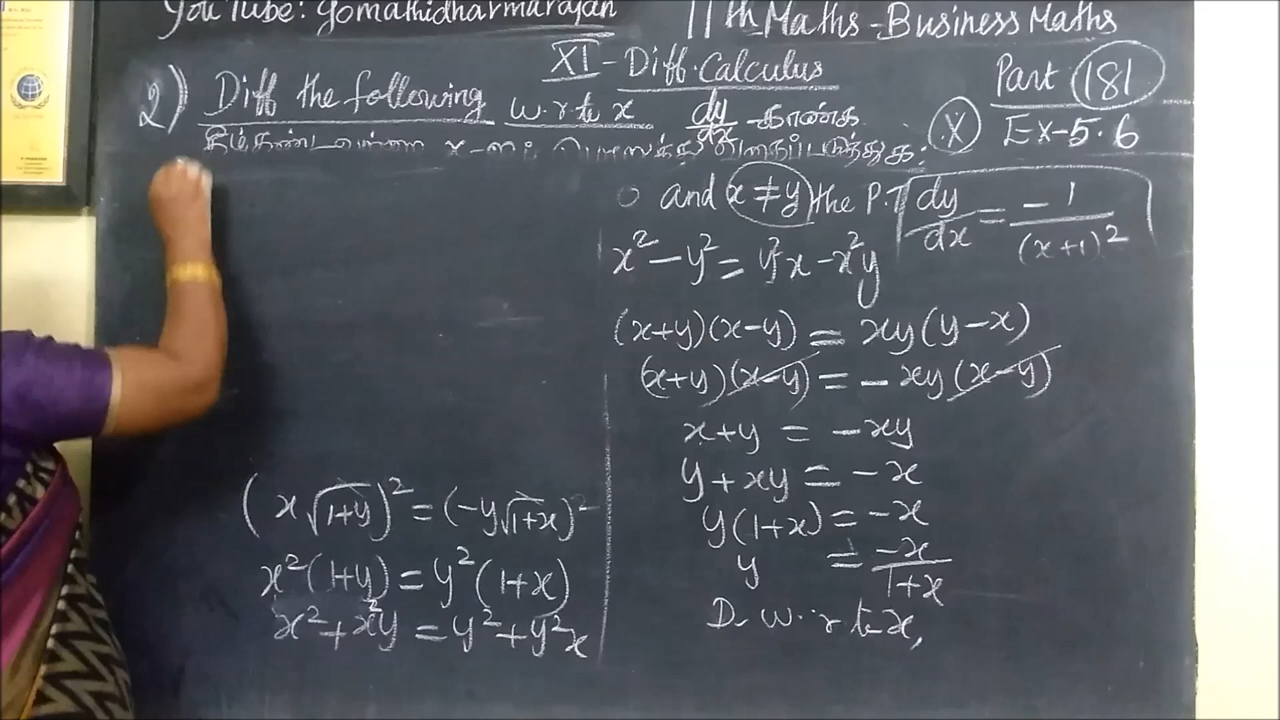 YouTube: Gomathidharmarajan
11th Maths - Business Maths
XI - Diff. Calculus
Part 181
Ex-5.6
2) Diff the following w.r.to x dy/dx - காண்க.
X
and x ≠ y the P.T dy/dx = -1/(x+1)²
x² - y² = y²x - x²y
(x+y)(x-y) = xy(y-x)
(x+y)(x-y) = -xy(x-y)
x+y = -xy
y+xy = -x
y(1+x) = -x
y = -x/1+x
D. w. r to x,
(x√1+y)² = (-y√1+x)²
x²(1+y) = y²(1+x)
x²+x²y = y²+y²x